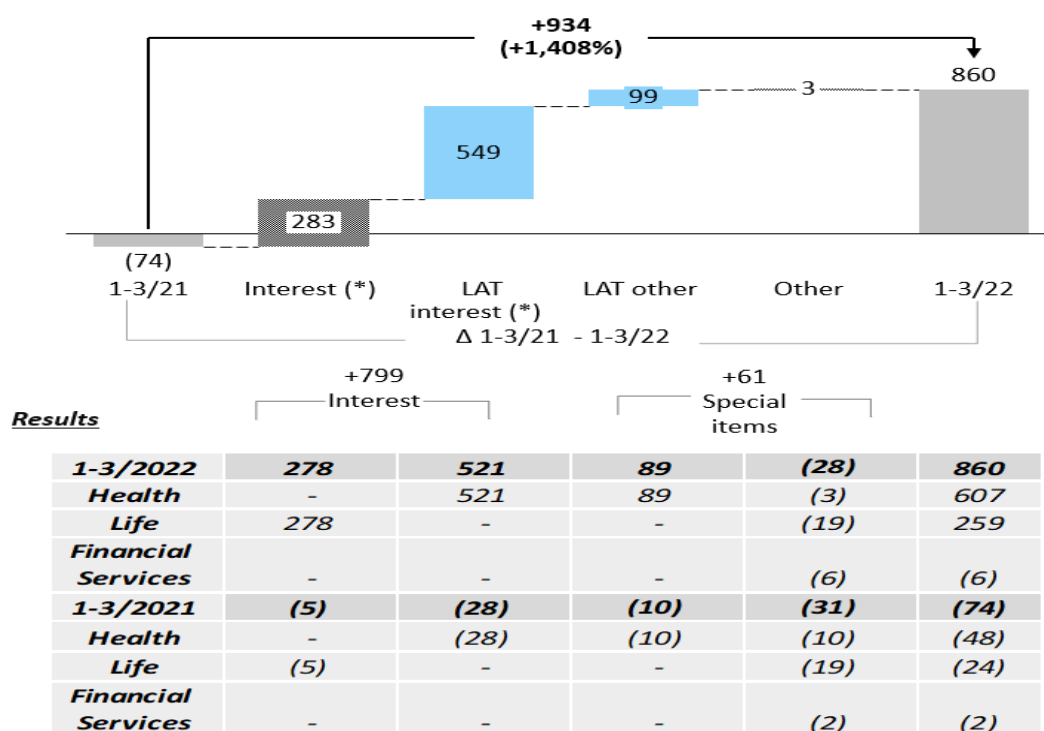 +934
(+1,408%)
860
3
99
549
283
(74)
1-3/21 Interest (*) LAT interest (*) LAT other Other 1-3/22
Δ 1-3/21 - 1-3/22
+799
Interest
+61
Special
items
Results
1-3/2022 278 521 89 (28) 860
Health - 521 89 (3) 607
Life 278 - - (19) 259
Financial
Services - - - (6) (6)
1-3/2021 (5) (28) (10) (31) (74)
Health - (28) (10) (10) (48)
Life (5) - - (19) (24)
Financial
Services - - - (2) (2)